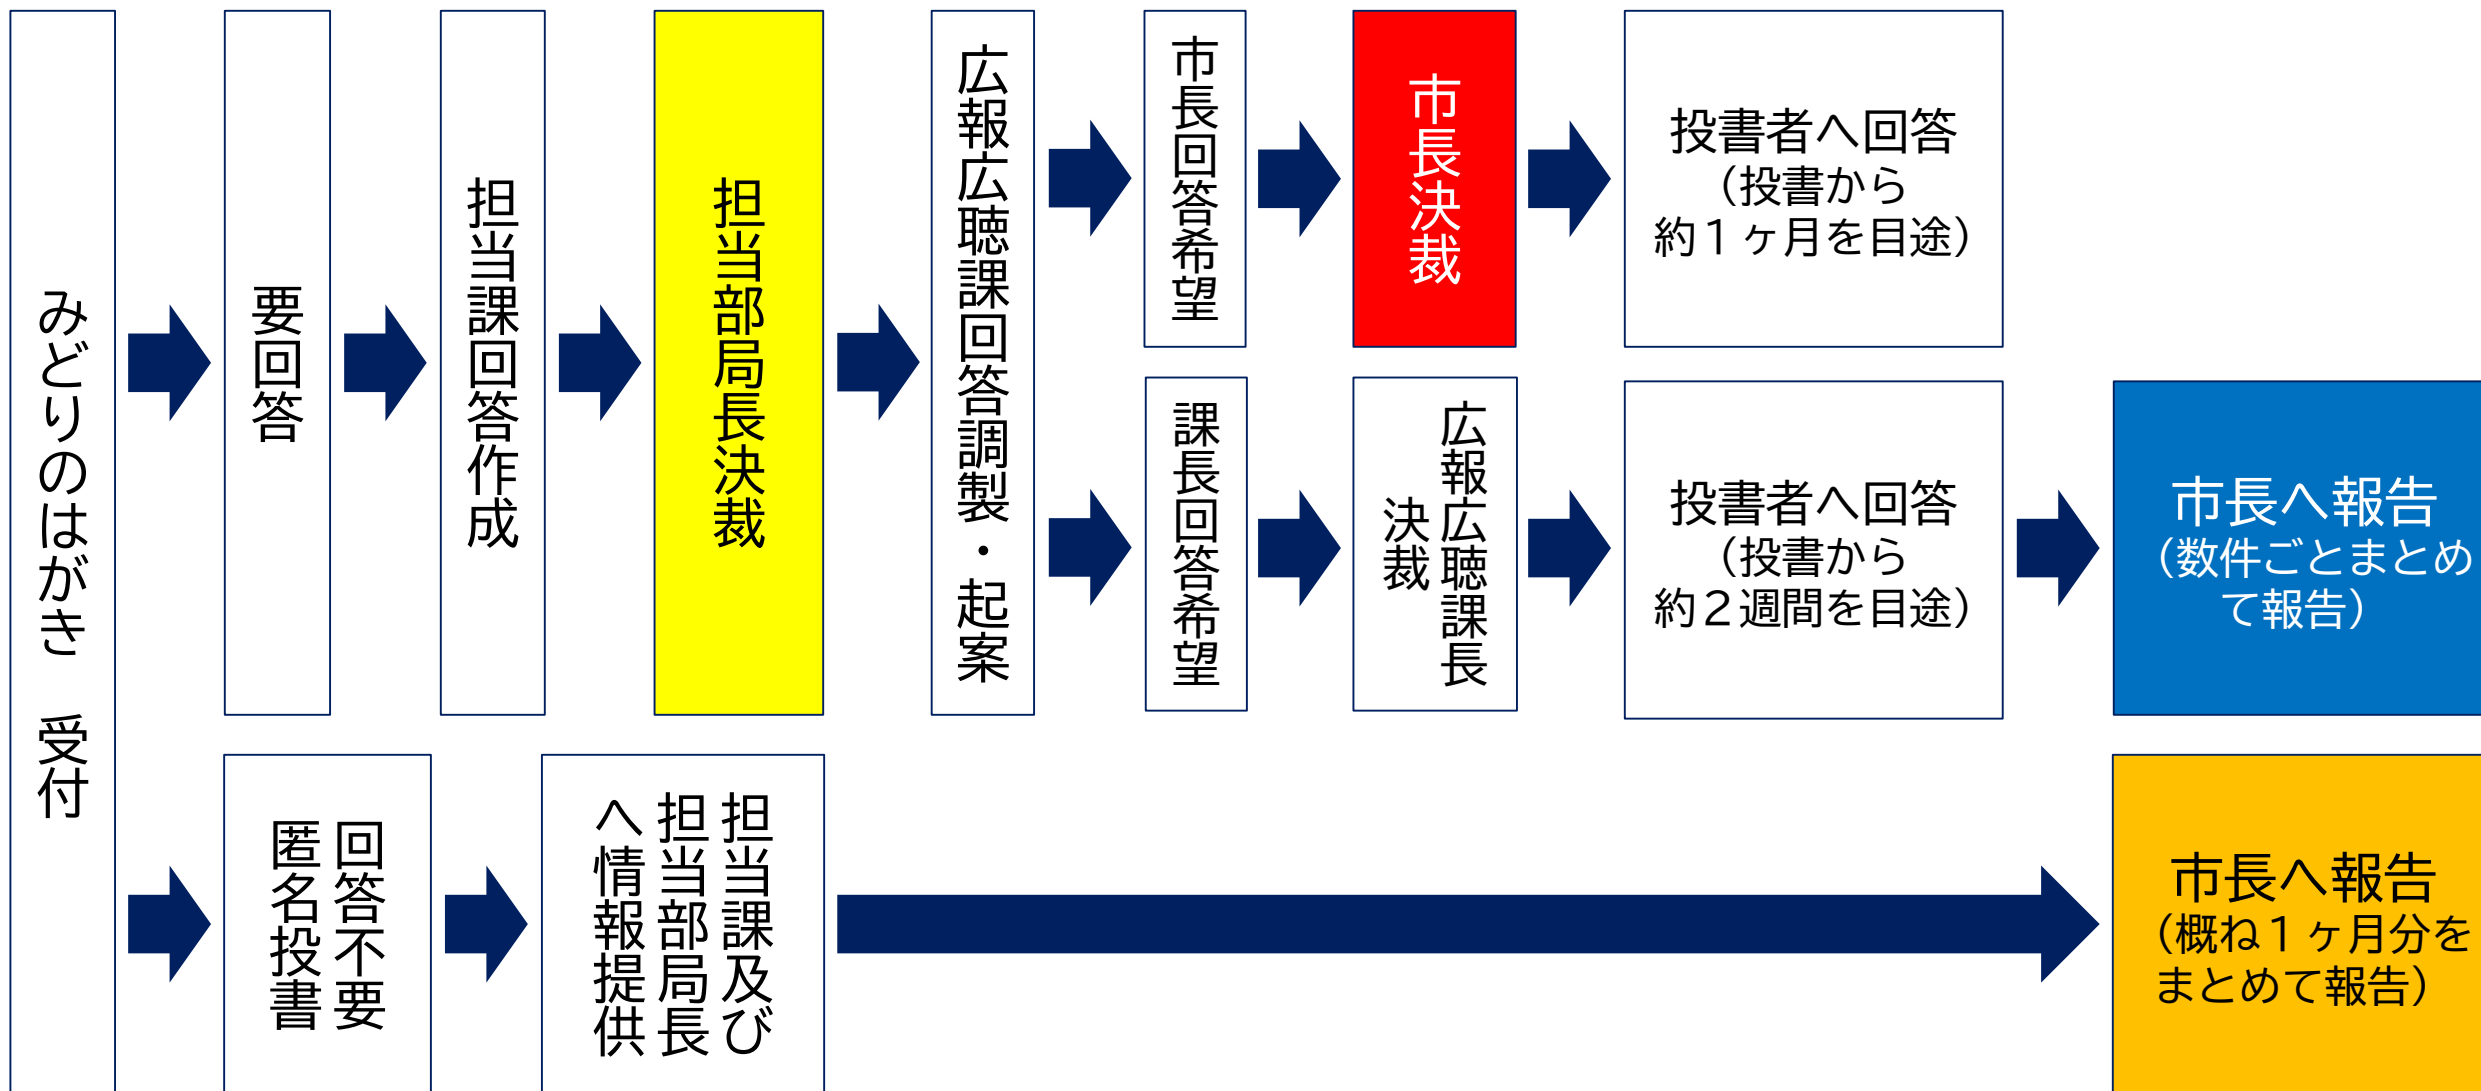 みどりのはがき　受付
要回答
担当課回答作成
担当部局長決裁
広報広聴課回答調製・起案
市長回答希望
市長決裁
投書者へ回答
（投書から
約１ヶ月を目途）
課長回答希望
広報広聴課長
決裁
投書者へ回答
（投書から
約２週間を目途）
市長へ報告
（数件ごとまとめ
て報告）
回答不要
匿名投書
担当課及び
担当部局長
へ情報提供
市長へ報告
（概ね１ヶ月分を
まとめて報告）